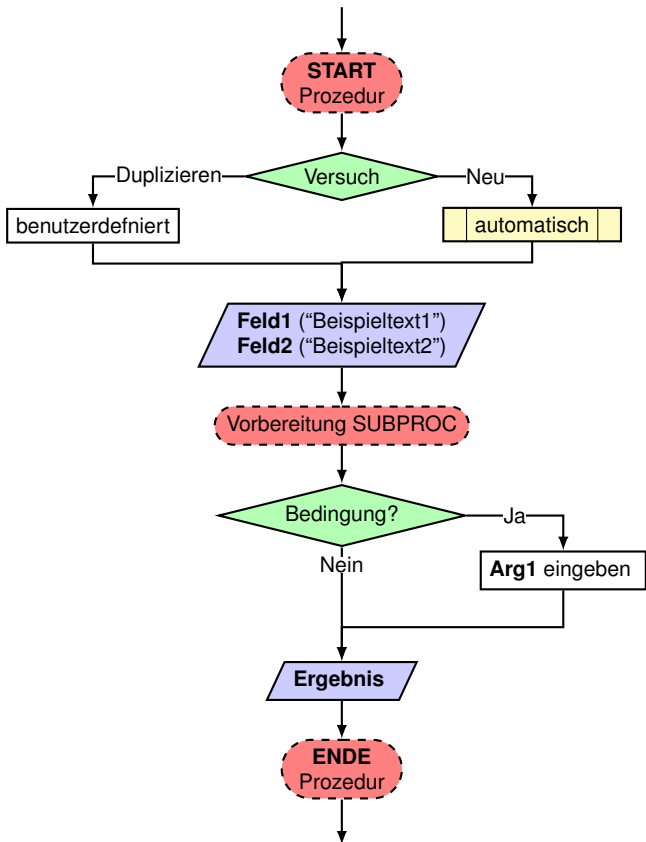 START
Prozedur
Duplizieren
Versuch
Neu
benutzerdefniert
automatisch
Feld1 (“Beispieltext1”)
Feld2 (“Beispieltext2”)
Vorbereitung SUBPROC
Bedingung?
Ja
Nein
Arg1 eingeben
Ergebnis
ENDE
Prozedur